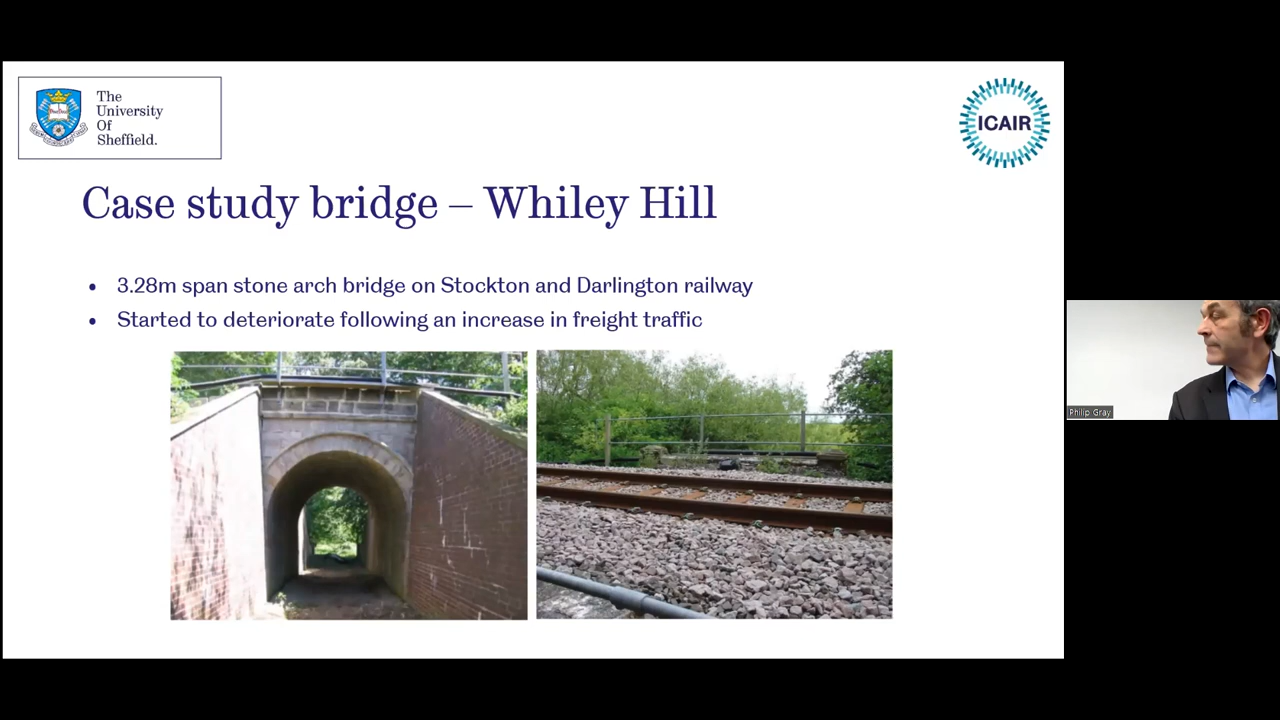 The
University
Of
Sheffield.
ICAIR
Case study bridge – Whiley Hill
• 3.28m span stone arch bridge on Stockton and Darlington railway
• Started to deteriorate following an increase in freight traffic
Philip Gray